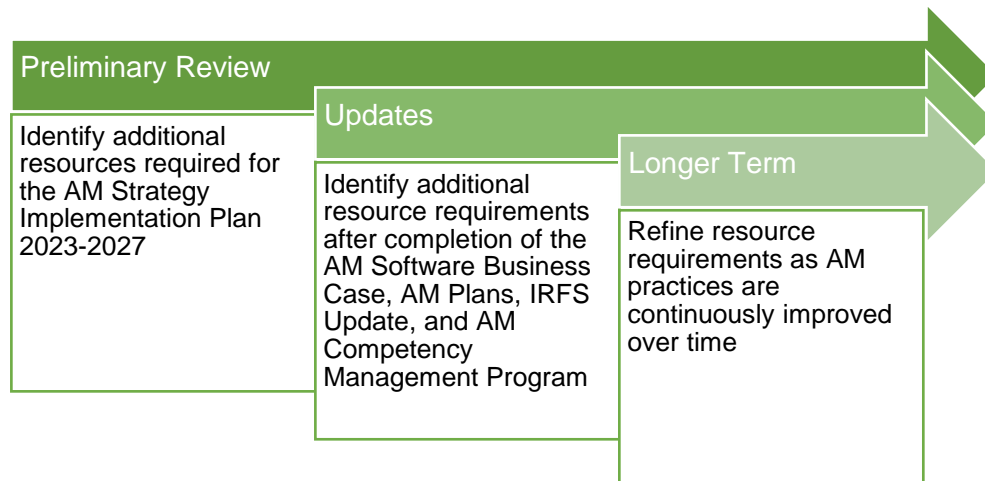 Preliminary Review
Identify additional
resources required for
the AM Strategy
Implementation Plan
2023-2027
Updates
Identify additional
resource requirements
after completion of the
AM Software Business
Case, AM Plans, IRFS
Update, and AM
Competency
Management Program
Longer Term
Refine resource
requirements as AM
practices are
continuously improved
over time